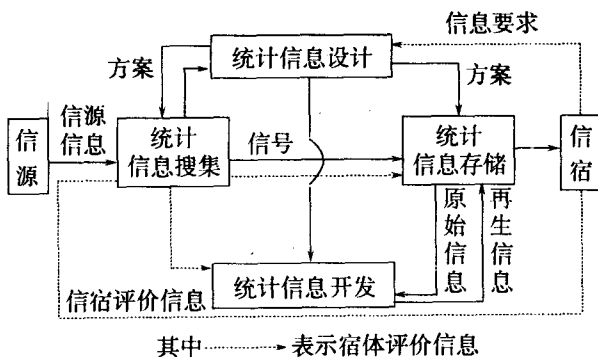 信息要求
统计信息设计
方案
方案
信源
信息
信源
统计
信息搜集
信号
统计
信息存储
信宿
原始信息
再生信息
统计信息开发
信宿评价信息
其中 表示宿体评价信息